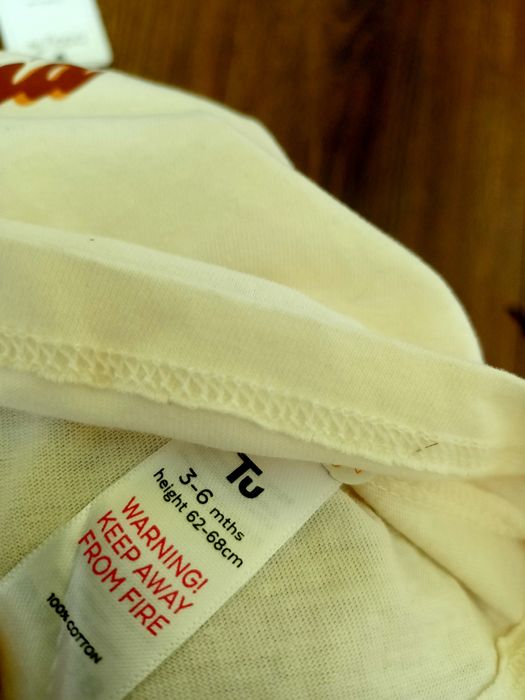 Tu
3-6 mths
height 62-68cm
WARNING!
KEEP AWAY
FROM FIRE
100% COTTON